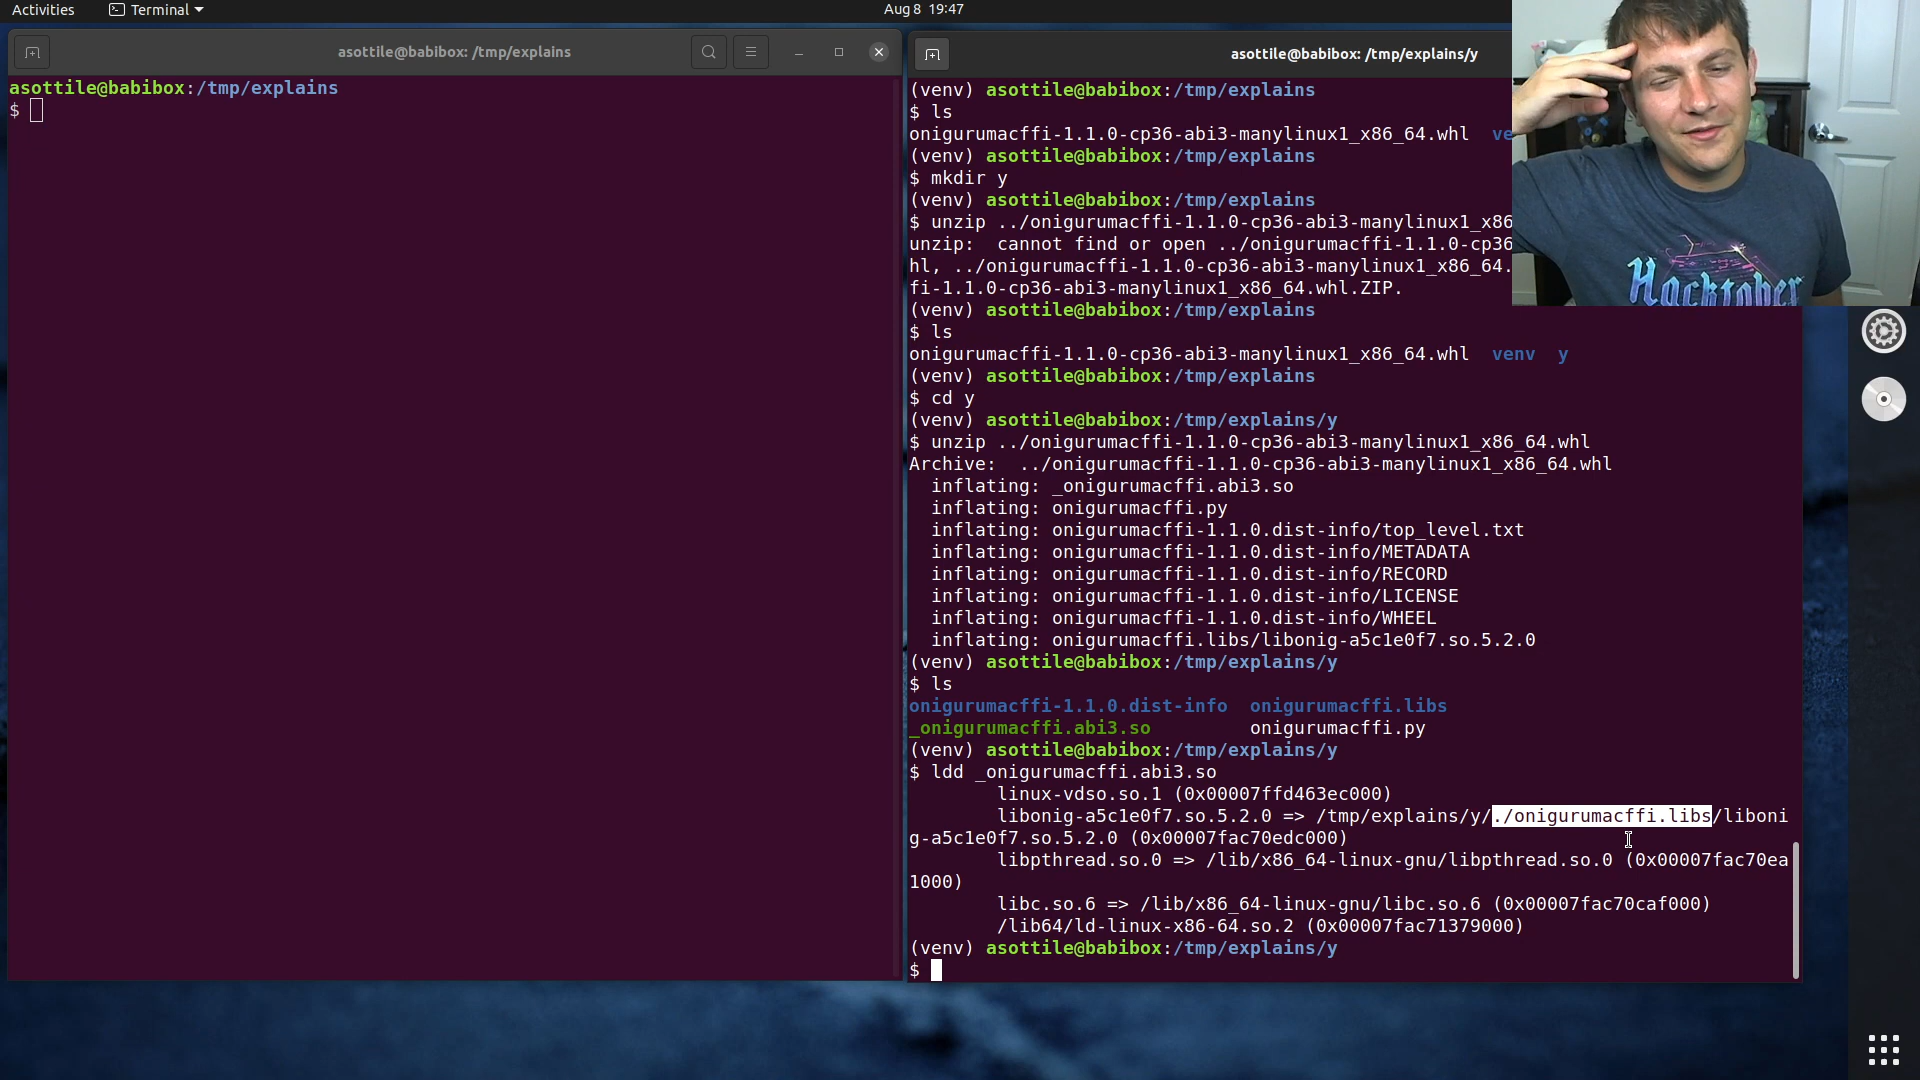 Activities
Terminal
Aug 8 19:47
asottile@babibox: /tmp/explains
asottile@babibox:/tmp/explains
$
asottile@babibox: /tmp/explains/y
(venv) asottile@babibox:/tmp/explains
$ ls
onigurumacffi-1.1.0-cp36-abi3-manylinux1_x86_64.whl ve
(venv) asottile@babibox:/tmp/explains
$ mkdir y
(venv) asottile@babibox:/tmp/explains
$ unzip ../onigurumacffi-1.1.0-cp36-abi3-manylinux1_x86
unzip:  cannot find or open ../onigurumacffi-1.1.0-cp36
hl, ../onigurumacffi-1.1.0-cp36-abi3-manylinux1_x86_64.
fi-1.1.0-cp36-abi3-manylinux1_x86_64.whl.ZIP.
(venv) asottile@babibox:/tmp/explains
$ ls
onigurumacffi-1.1.0-cp36-abi3-manylinux1_x86_64.whl  venv  y
(venv) asottile@babibox:/tmp/explains
$ cd y
(venv) asottile@babibox:/tmp/explains/y
$ unzip ../onigurumacffi-1.1.0-cp36-abi3-manylinux1_x86_64.whl
Archive:  ../onigurumacffi-1.1.0-cp36-abi3-manylinux1_x86_64.whl
  inflating: _onigurumacffi.abi3.so
  inflating: onigurumacffi.py
  inflating: onigurumacffi-1.1.0.dist-info/top_level.txt
  inflating: onigurumacffi-1.1.0.dist-info/METADATA
  inflating: onigurumacffi-1.1.0.dist-info/RECORD
  inflating: onigurumacffi-1.1.0.dist-info/LICENSE
  inflating: onigurumacffi-1.1.0.dist-info/WHEEL
  inflating: onigurumacffi.libs/libonig-a5c1e0f7.so.5.2.0
(venv) asottile@babibox:/tmp/explains/y
$ ls
onigurumacffi-1.1.0.dist-info  onigurumacffi.libs
_onigurumacffi.abi3.so         onigurumacffi.py
(venv) asottile@babibox:/tmp/explains/y
$ ldd _onigurumacffi.abi3.so
        linux-vdso.so.1 (0x00007ffd463ec000)
        libonig-a5c1e0f7.so.5.2.0 => /tmp/explains/y/./onigurumacffi.libs/liboni
g-a5c1e0f7.so.5.2.0 (0x00007fac70edc000)
        libpthread.so.0 => /lib/x86_64-linux-gnu/libpthread.so.0 (0x00007fac70ea
1000)
        libc.so.6 => /lib/x86_64-linux-gnu/libc.so.6 (0x00007fac70caf000)
        /lib64/ld-linux-x86-64.so.2 (0x00007fac71379000)
(venv) asottile@babibox:/tmp/explains/y
$
Hacktober